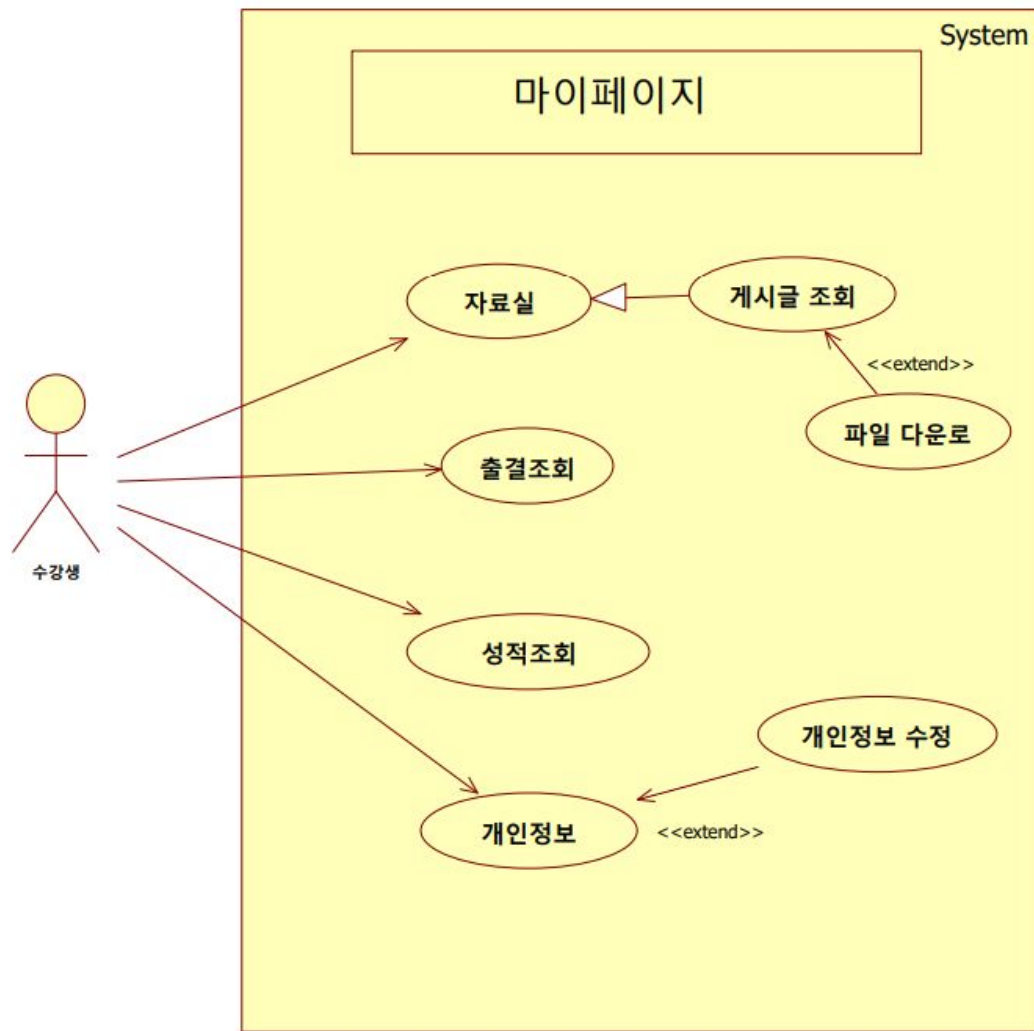 System
마이페이지
자료실
게시글 조회
<<extend>>
파일 다운로
출결조회
수강생
성적조회
개인정보 수정
개인정보
<<extend>>